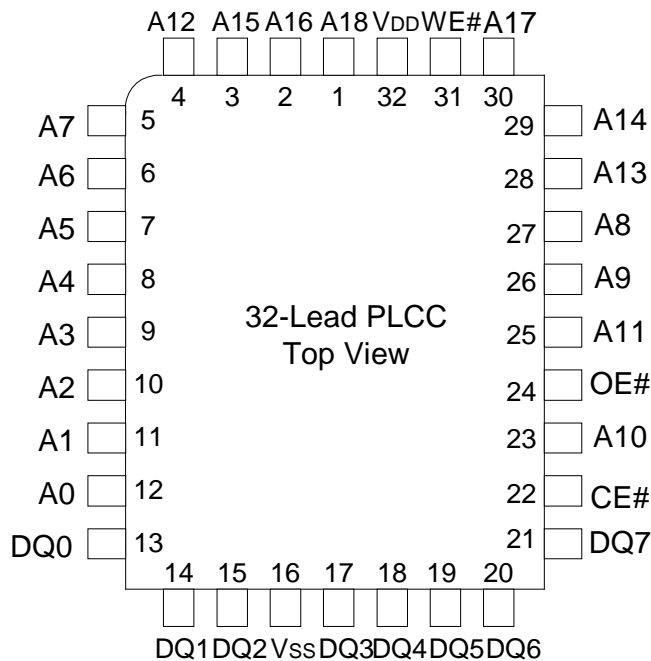 A12 A15 A16 A18 VDD WE# A17
4 3 2 1 32 31 30
A7 5 29 A14
A6 6 28 A13
A5 7 27 A8
A4 8 26 A9
A3 9 25 A11
32-Lead PLCC
Top View
A2 10 24 OE#
A1 11 23 A10
A0 12 22 CE#
DQ0 13 21 DQ7
14 15 16 17 18 19 20
DQ1 DQ2 VSS DQ3 DQ4 DQ5 DQ6